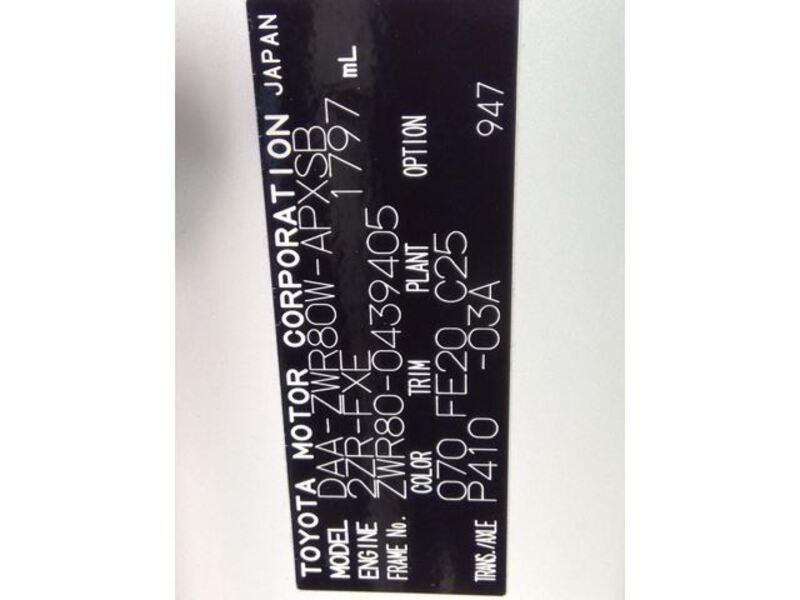 TOYOTA MOTOR CORPORATION JAPAN
MODEL DAA-ZWR80W-APXSB
ENGINE 2ZR-FXE 1797 mL
FRAME No. ZWR80-0439405
COLOR TRIM PLANT OPTION
070 FE20 C25
TRANS./AXLE P410 -03A 947